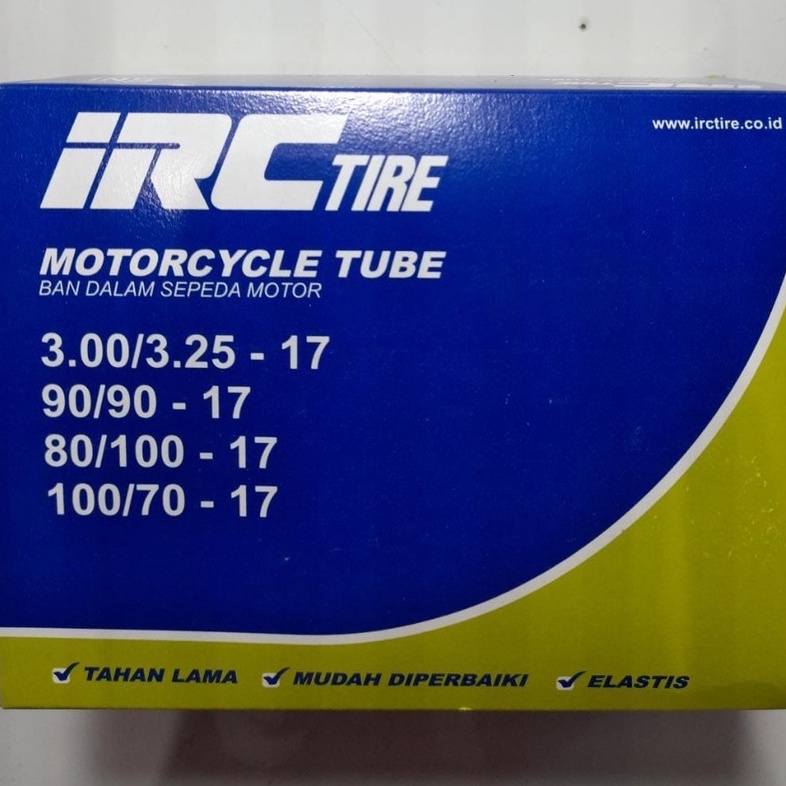 iRC TIRE
www.irctire.co.id
MOTORCYCLE TUBE
BAN DALAM SEPEDA MOTOR
3.00/3.25 - 17
90/90 - 17
80/100 - 17
100/70 - 17
TAHAN LAMA
MUDAH DIPERBAIKI
ELASTIS